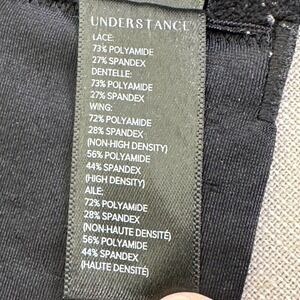 UNDERSTANCE
LACE:
73% POLYAMIDE
27% SPANDEX
DENTELLE:
73% POLYAMIDE
27% SPANDEX
WING:
72% POLYAMIDE
28% SPANDEX
(NON-HIGH DENSITY)
56% POLYAMIDE
44% SPANDEX
(HIGH DENSITY)
AILE:
72% POLYAMIDE
28% SPANDEX
(NON-HAUTE DENSITÉ)
56% POLYAMIDE
44% SPANDEX
(HAUTE DENSITÉ)